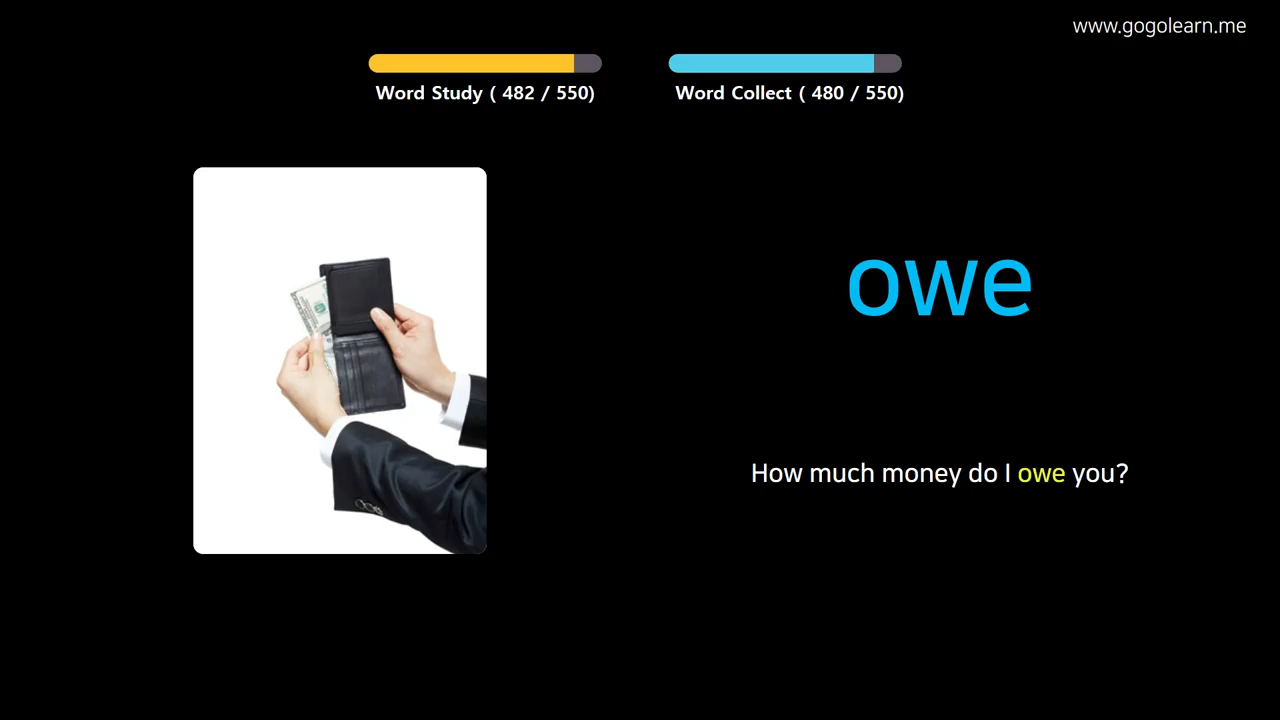 www.gogolearn.me
Word Study ( 482 / 550)
Word Collect ( 480 / 550)
owe
How much money do I owe you?